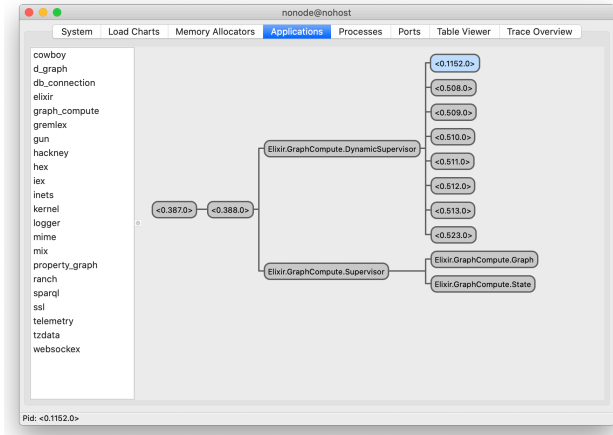 nonode@nohost
System Load Charts Memory Allocators Applications Processes Ports Table Viewer Trace Overview
cowboy
d_graph
db_connection
elixir
graph_compute
gremlex
gun
hackney
hex
iex
inets
kernel
logger
mime
mix
property_graph
ranch
sparql
ssl
telemetry
tzdata
websockex
<0.387.0>
<0.388.0>
Elixir.GraphCompute.DynamicSupervisor
<0.1152.0>
<0.508.0>
<0.509.0>
<0.510.0>
<0.511.0>
<0.512.0>
<0.513.0>
<0.523.0>
Elixir.GraphCompute.Supervisor
Elixir.GraphCompute.Graph
Elixir.GraphCompute.State
Pid: <0.1152.0>